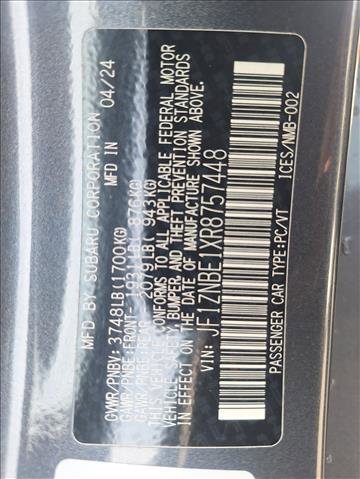 MFD BY SUBARU CORPORATION 04/24
MFD IN
GVWR/PNBV: 3748LB(1700KG)
GAWR/PNBE:FRONT- 1931LB( 876KG)
GAWR/PNBE:REAR- 2079LB( 943KG)
THIS VEHICLE CONFORMS TO ALL APPLICABLE FEDERAL MOTOR
VEHICLE SAFETY, BUMPER, AND THEFT PREVENTION STANDARDS
IN EFFECT ON THE DATE OF MANUFACTURE SHOWN ABOVE.
VIN: JF1ZNBE1XR8757448
PASSENGER CAR TYPE:PC/VT ICES/NMB-002